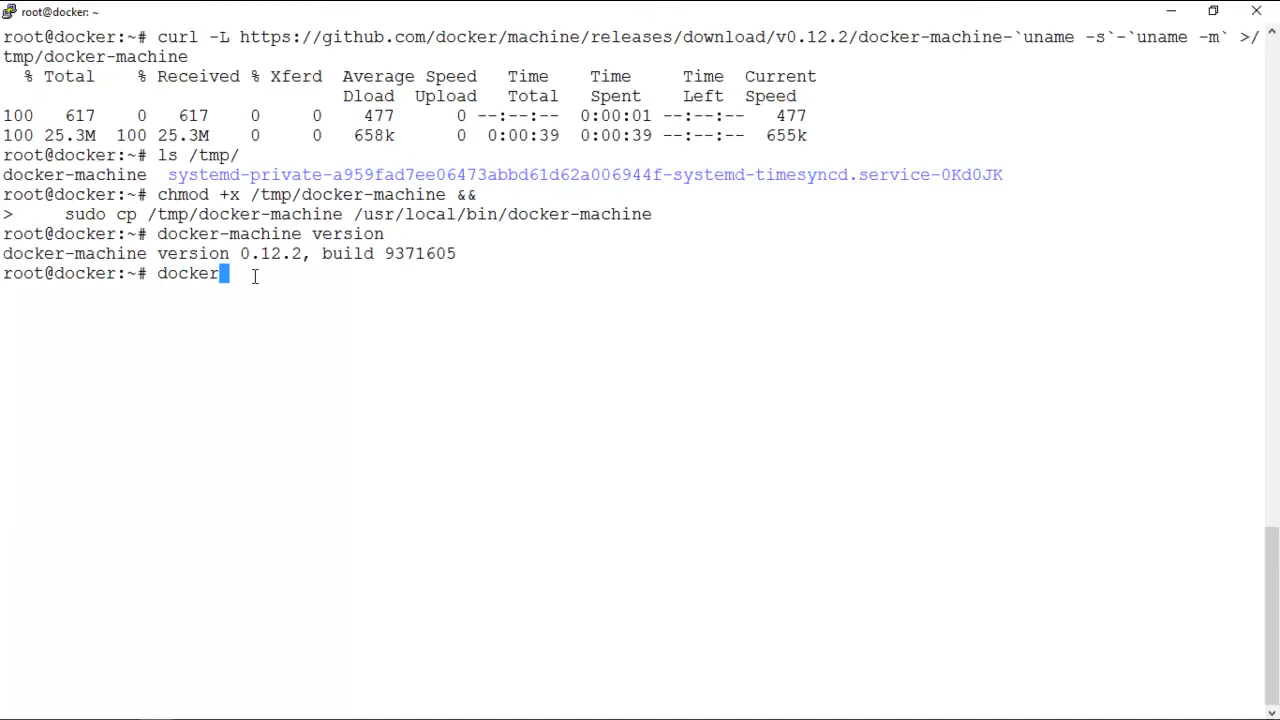 root@docker: ~
root@docker:~# curl -L https://github.com/docker/machine/releases/download/v0.12.2/docker-machine-`uname -s`-`uname -m` >/
tmp/docker-machine
  % Total    % Received % Xferd  Average Speed   Time    Time     Time  Current
                                 Dload  Upload   Total   Spent    Left  Speed
100   617    0   617    0     0    477      0 --:--:--  0:00:01 --:--:--   477
100 25.3M  100 25.3M    0     0   658k      0  0:00:39  0:00:39 --:--:--  655k
root@docker:~# ls /tmp/
docker-machine  systemd-private-a959fad7ee06473abbd61d62a006944f-systemd-timesyncd.service-0Kd0JK
root@docker:~# chmod +x /tmp/docker-machine &&
>     sudo cp /tmp/docker-machine /usr/local/bin/docker-machine
root@docker:~# docker-machine version
docker-machine version 0.12.2, build 9371605
root@docker:~# docker